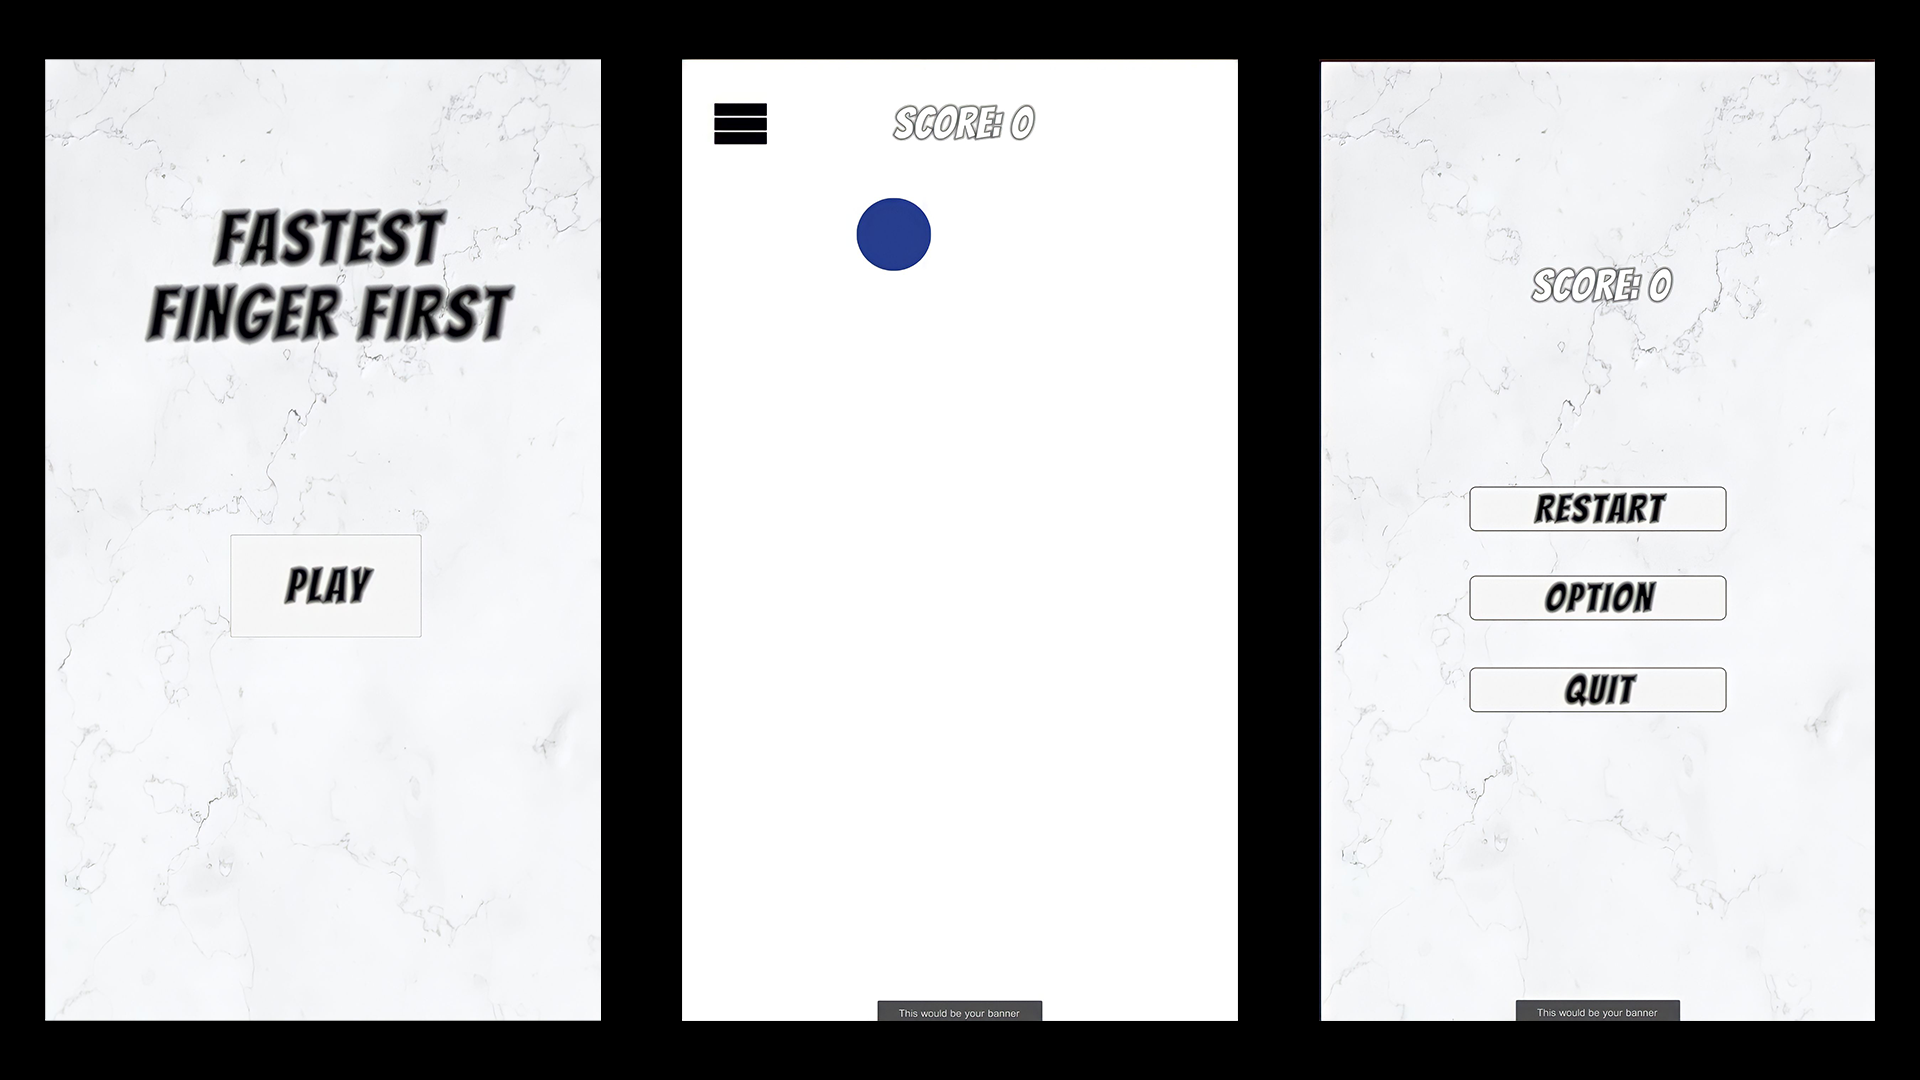 FASTEST
FINGER FIRST
PLAY
SCORE: 0
This would be your banner
SCORE: 0
RESTART
OPTION
QUIT
This would be your banner